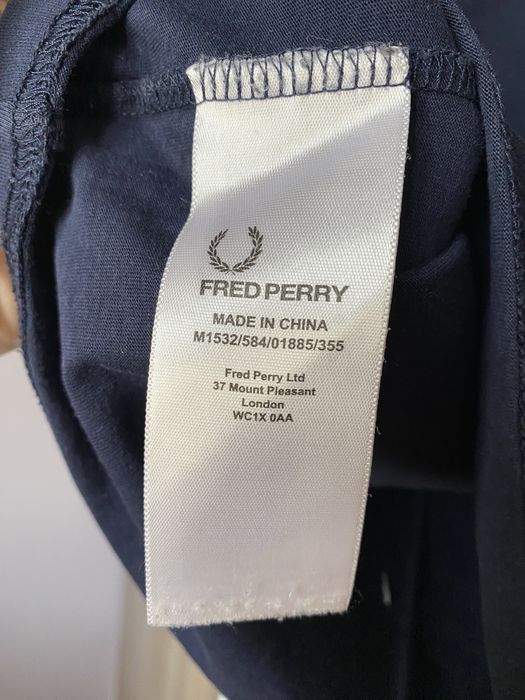 FRED PERRY
MADE IN CHINA
M1532/584/01885/355
Fred Perry Ltd
37 Mount Pleasant
London
WC1X 0AA